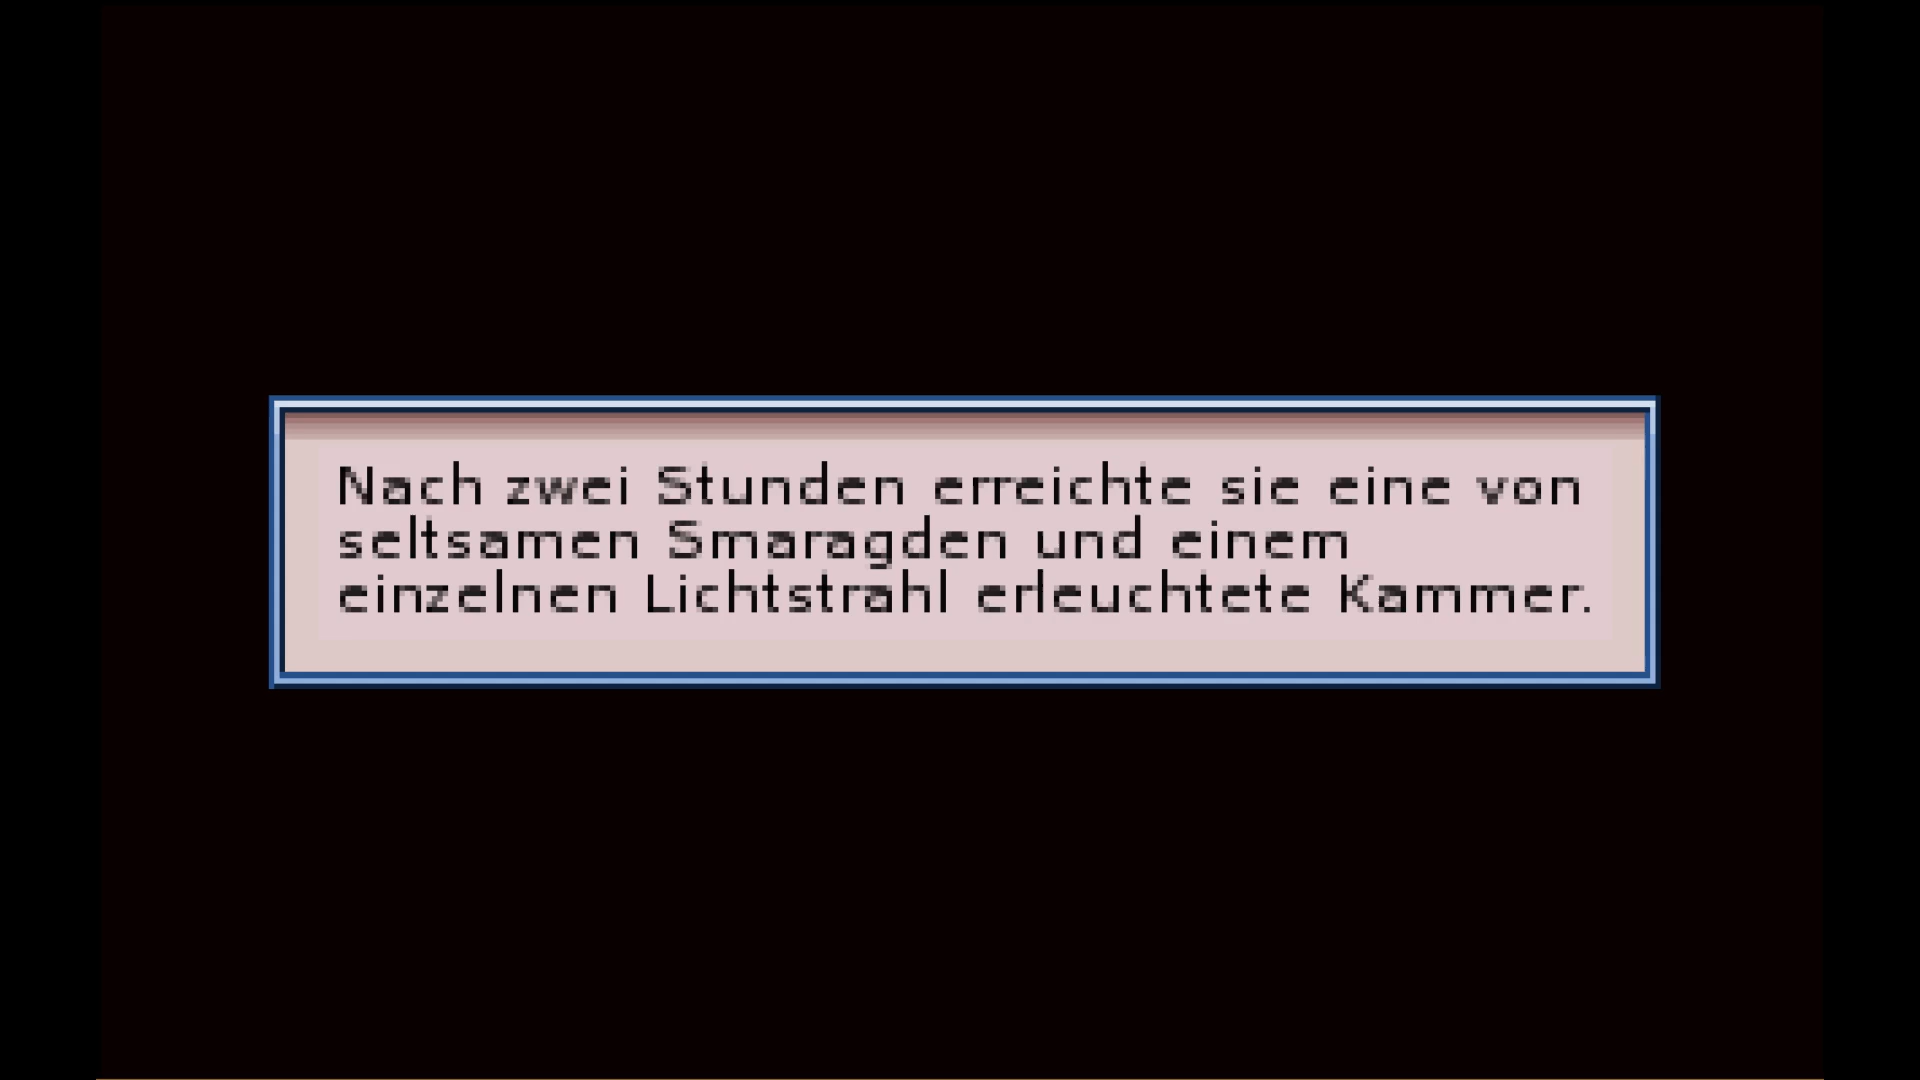 Nach zwei Stunden erreichte sie eine von
seltsamen Smaragden und einem
einzelnen Lichtstrahl erleuchtete Kammer.